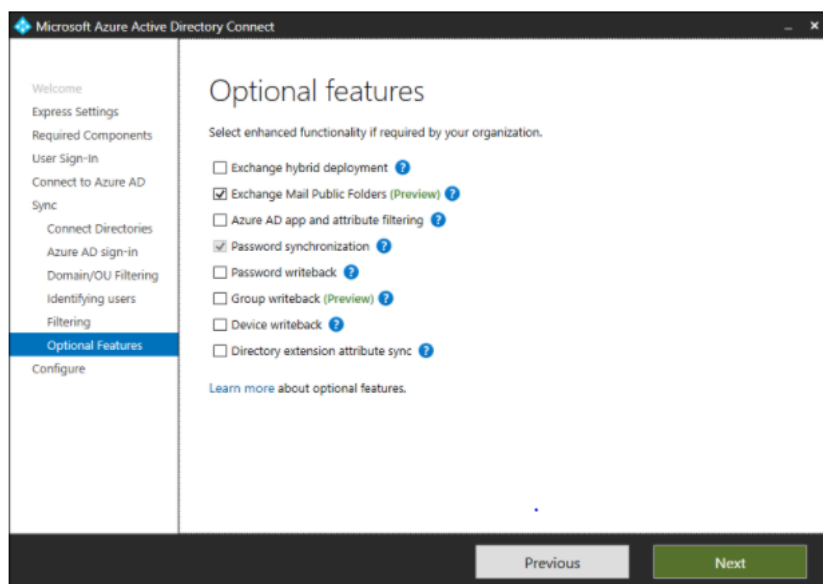 Microsoft Azure Active Directory Connect
Welcome
Express Settings
Required Components
User Sign-In
Connect to Azure AD
Sync
Connect Directories
Azure AD sign-in
Domain/OU Filtering
Identifying users
Filtering
Optional Features
Configure
Optional features
Select enhanced functionality if required by your organization.
Exchange hybrid deployment ?
Exchange Mail Public Folders (Preview) ?
Azure AD app and attribute filtering ?
Password synchronization ?
Password writeback ?
Group writeback (Preview) ?
Device writeback ?
Directory extension attribute sync ?
Learn more about optional features.
Previous
Next